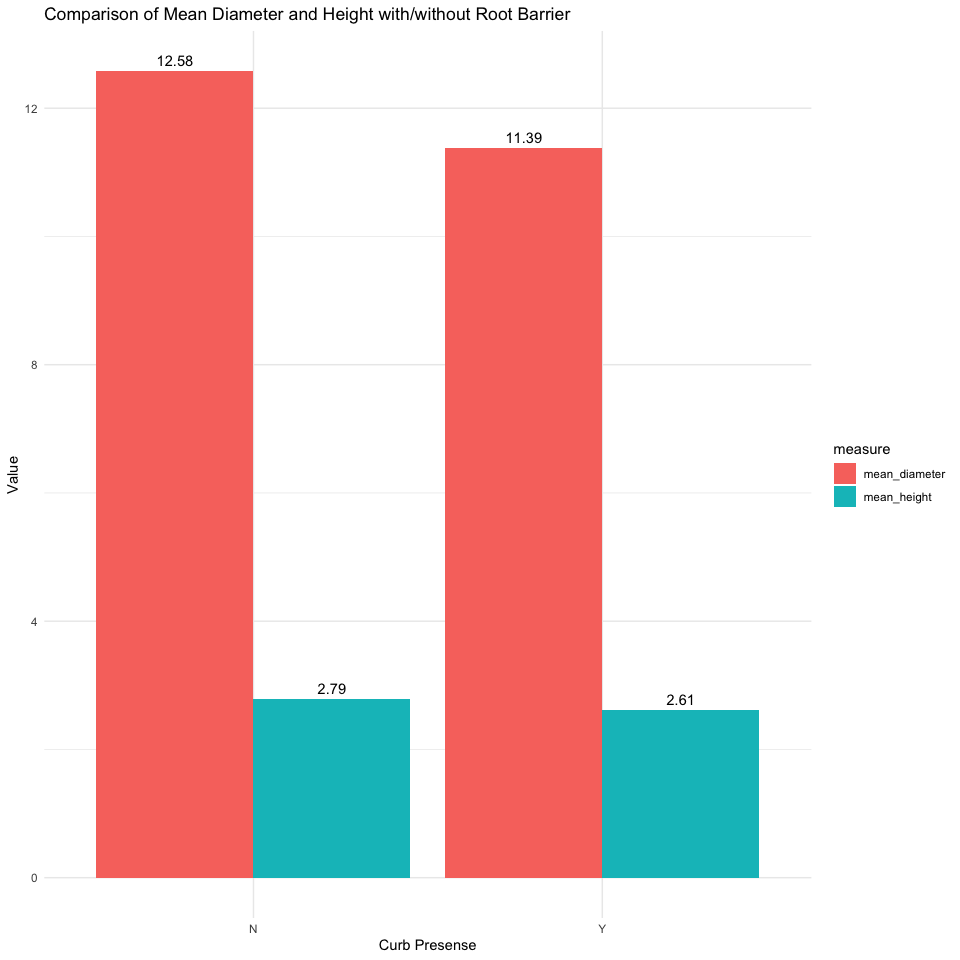 Comparison of Mean Diameter and Height with/without Root Barrier
12.58
11.39
12
8
Value
measure
mean_diameter
mean_height
4
2.79
2.61
0
N
Y
Curb Presense